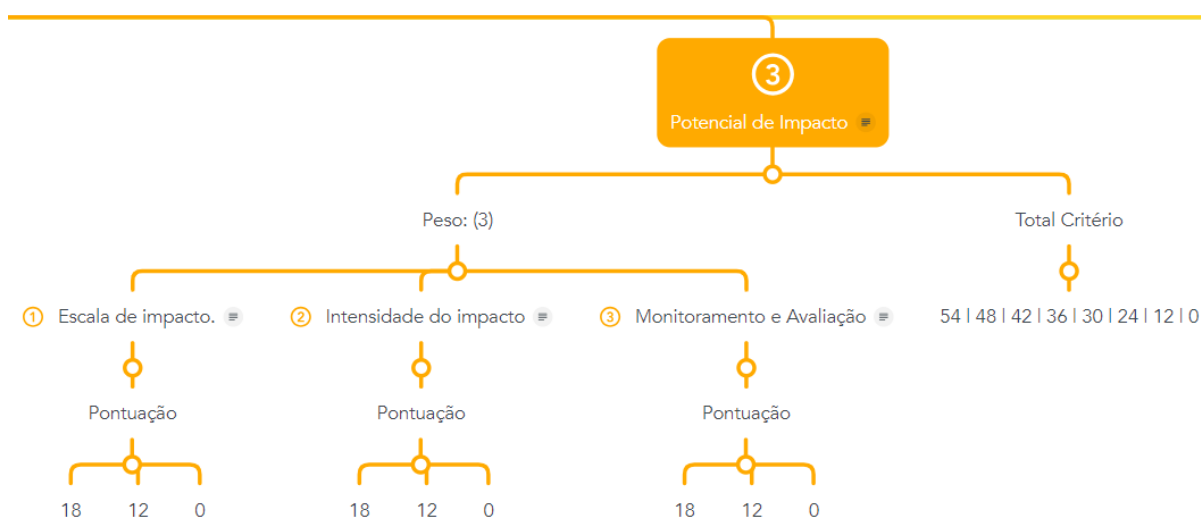 3
Potencial de Impacto
Peso: (3)
Total Critério
1 Escala de impacto.
2 Intensidade do impacto
3 Monitoramento e Avaliação
54 | 48 | 42 | 36 | 30 | 24 | 12 | 0
Pontuação
Pontuação
Pontuação
18 12 0
18 12 0
18 12 0